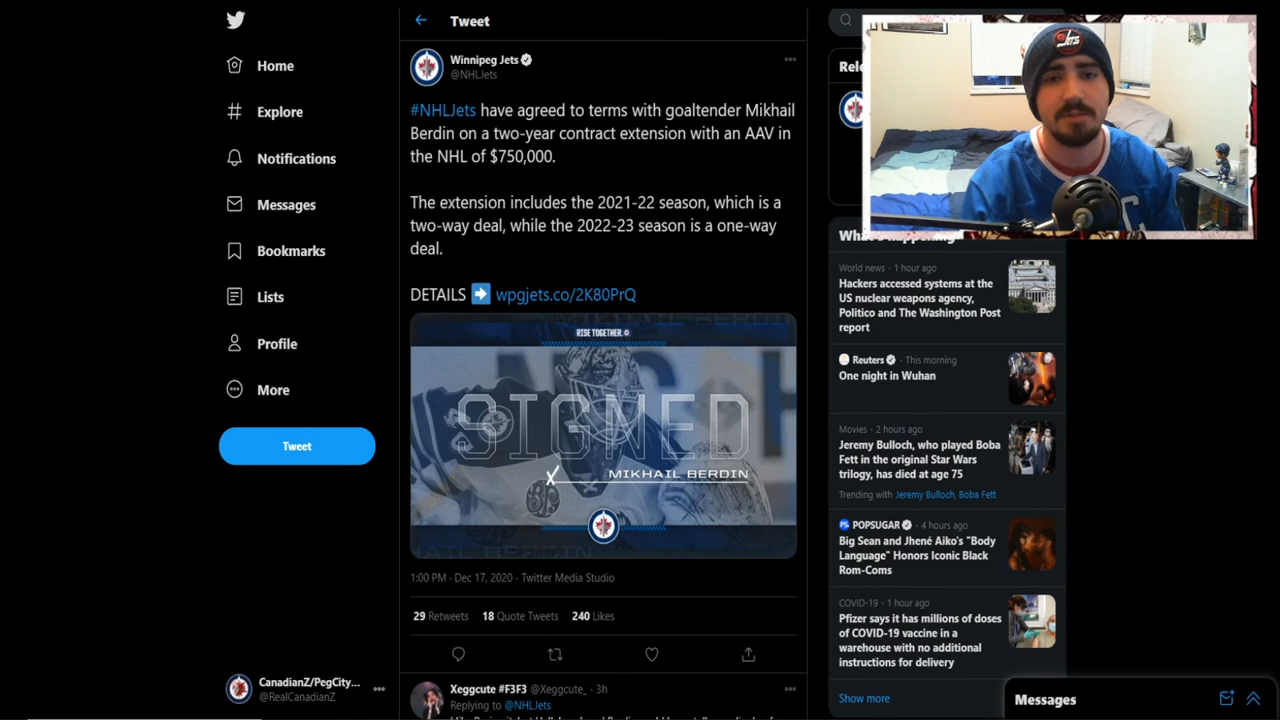 Tweet
Winnipeg Jets
@NHLJets
#NHLJets have agreed to terms with goaltender Mikhail
Berdin on a two-year contract extension with an AAV in
the NHL of $750,000.
The extension includes the 2021-22 season, which is a
two-way deal, while the 2022-23 season is a one-way
deal.
DETAILS ➡ wpgjets.co/2K80PrQ
RISE TOGETHER.
SIGNED
X
MIKHAIL BERDIN
1:00 PM · Dec 17, 2020 · Twitter Media Studio
29 Retweets 18 Quote Tweets 240 Likes
Xeggcute #F3F3 @Xeggcute_ · 3h
Replying to @NHLJets
Home
Explore
Notifications
Messages
Bookmarks
Lists
Profile
More
Tweet
CanadianZ/PegCity...
@RealCanadianZ
Rele
JETS
C
What's happening
World news · 1 hour ago
Hackers accessed systems at the
US nuclear weapons agency,
Politico and The Washington Post
report
Reuters · This morning
One night in Wuhan
Movies · 2 hours ago
Jeremy Bulloch, who played Boba
Fett in the original Star Wars
trilogy, has died at age 75
Trending with Jeremy Bulloch, Boba Fett
POPSUGAR · 4 hours ago
Big Sean and Jhené Aiko's "Body
Language" Honors Iconic Black
Rom-Coms
COVID-19 · 1 hour ago
Pfizer says it has millions of doses
of COVID-19 vaccine in a
warehouse with no additional
instructions for delivery
Show more
Messages